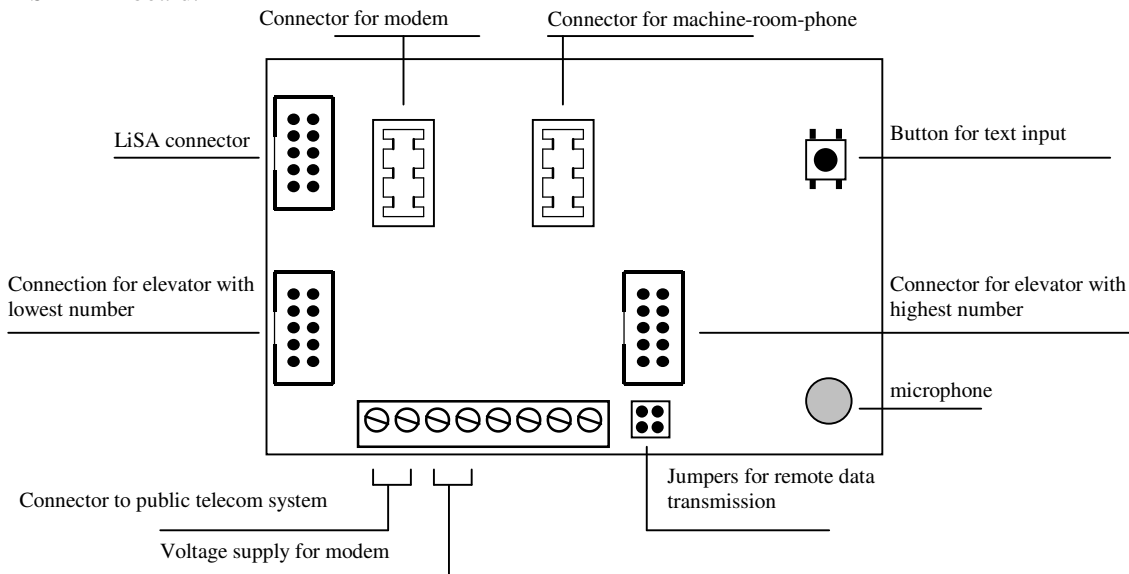 Connector for modem
Connector for machine-room-phone
LiSA connector
Button for text input
Connection for elevator with
lowest number
Connector for elevator with
highest number
microphone
Jumpers for remote data
transmission
Connector to public telecom system
Voltage supply for modem